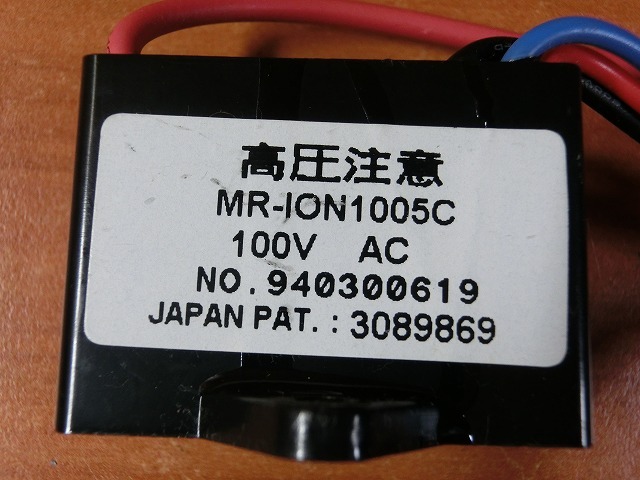 高圧注意
MR-ION1005C
100V AC
NO.940300619
JAPAN PAT.: 3089869